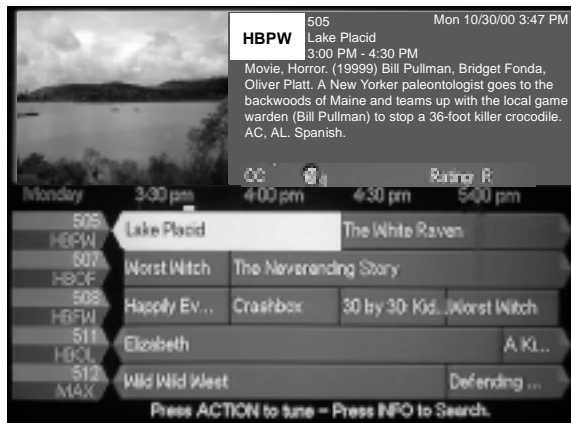 HBPW
505 Mon 10/30/00 3:47 PM
Lake Placid
3:00 PM - 4:30 PM
Movie, Horror. (19999) Bill Pullman, Bridget Fonda,
Oliver Platt. A New Yorker paleontologist goes to the
backwoods of Maine and teams up with the local game
warden (Bill Pullman) to stop a 36-foot killer crocodile.
AC, AL. Spanish.
CC Rating: R
Monday 3:30 pm 4:00 pm 4:30 pm 5:00 pm
505 HBPW Lake Placid The White Raven
507 Worst Witch The Neverending Story
508 Happily Ev... Crashbox 30 by 30: Kid... Worst Witch
511 HBOL Elizabeth A Ki...
512 MAX Wild Wild West Defending ...
Press ACTION to tune – Press INFO to Search.